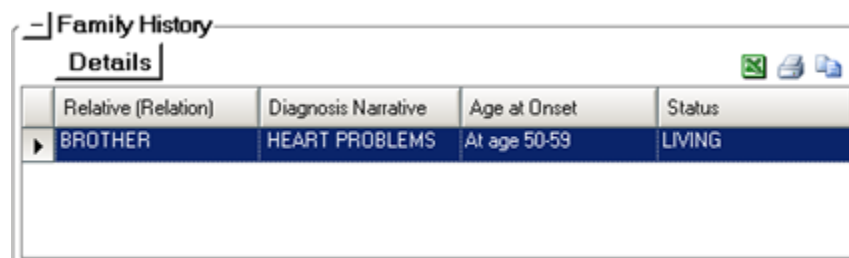 Family History
Details
Relative (Relation) Diagnosis Narrative Age at Onset Status
BROTHER HEART PROBLEMS At age 50-59 LIVING